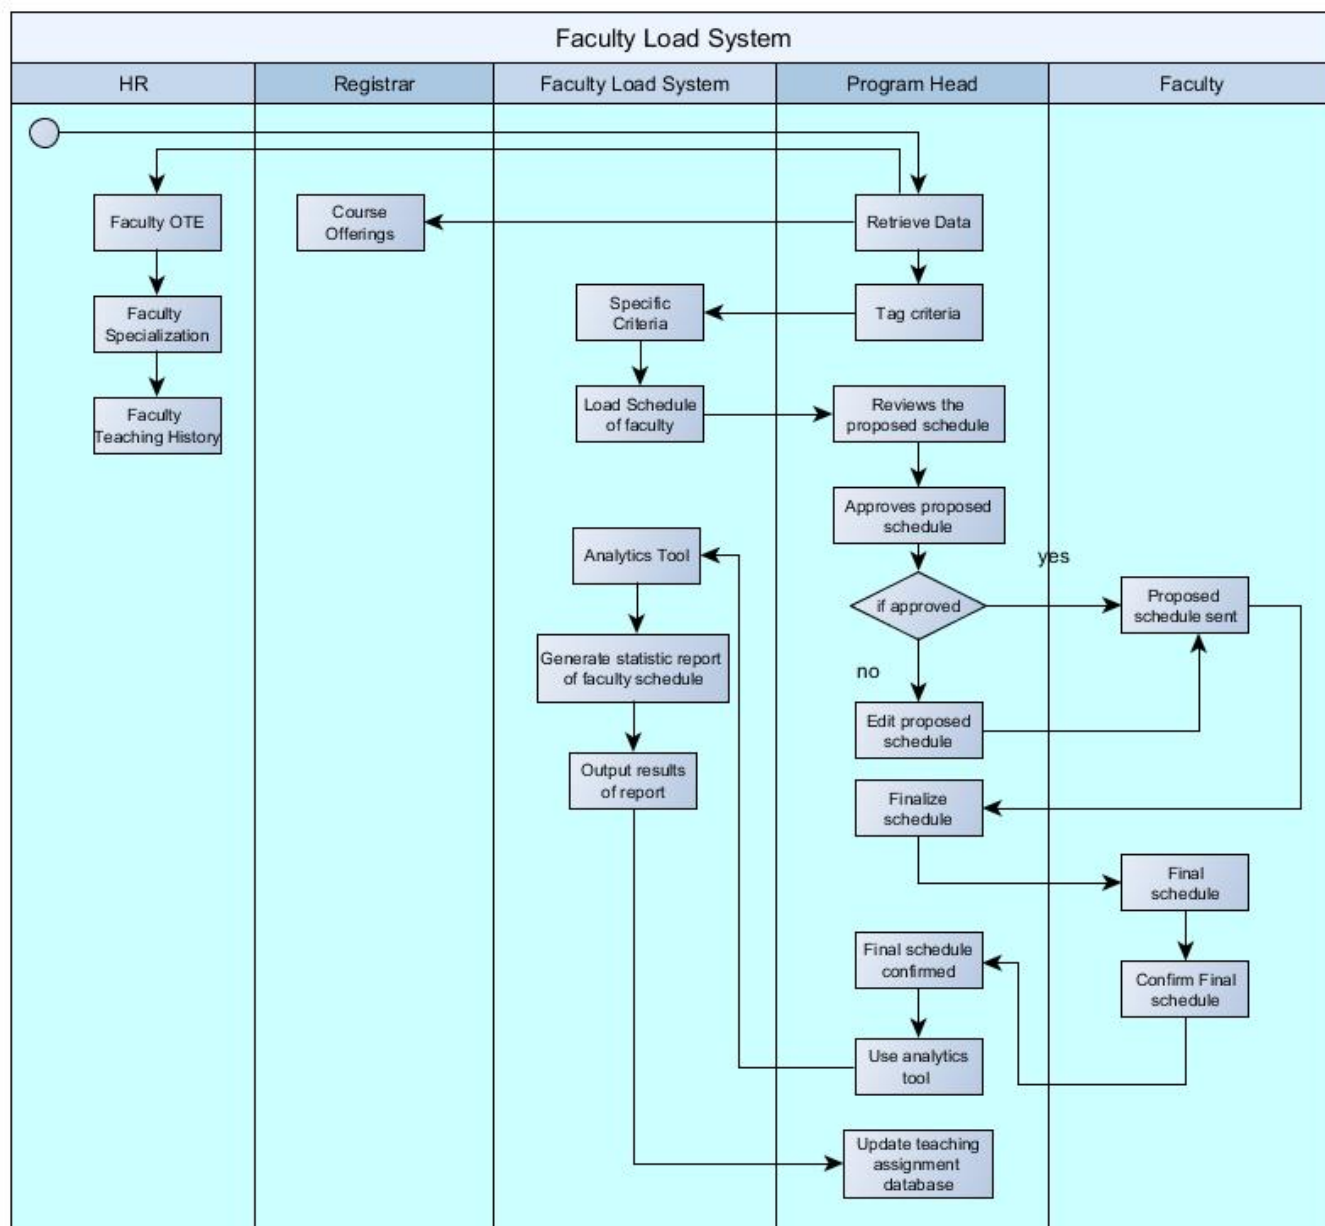 Faculty Load System
HR
Registrar
Faculty Load System
Program Head
Faculty
Faculty OTE
Course
Offerings
Retrieve Data
Faculty
Specialization
Specific
Criteria
Tag criteria
Faculty
Teaching History
Load Schedule
of faculty
Reviews the
proposed schedule
Approves proposed
schedule
Analytics Tool
yes
if approved
Proposed
schedule sent
Generate statistic report
of faculty schedule
no
Edit proposed
schedule
Output results
of report
Finalize
schedule
Final
schedule
Final schedule
confirmed
Confirm Final
schedule
Use analytics
tool
Update teaching
assignment
database